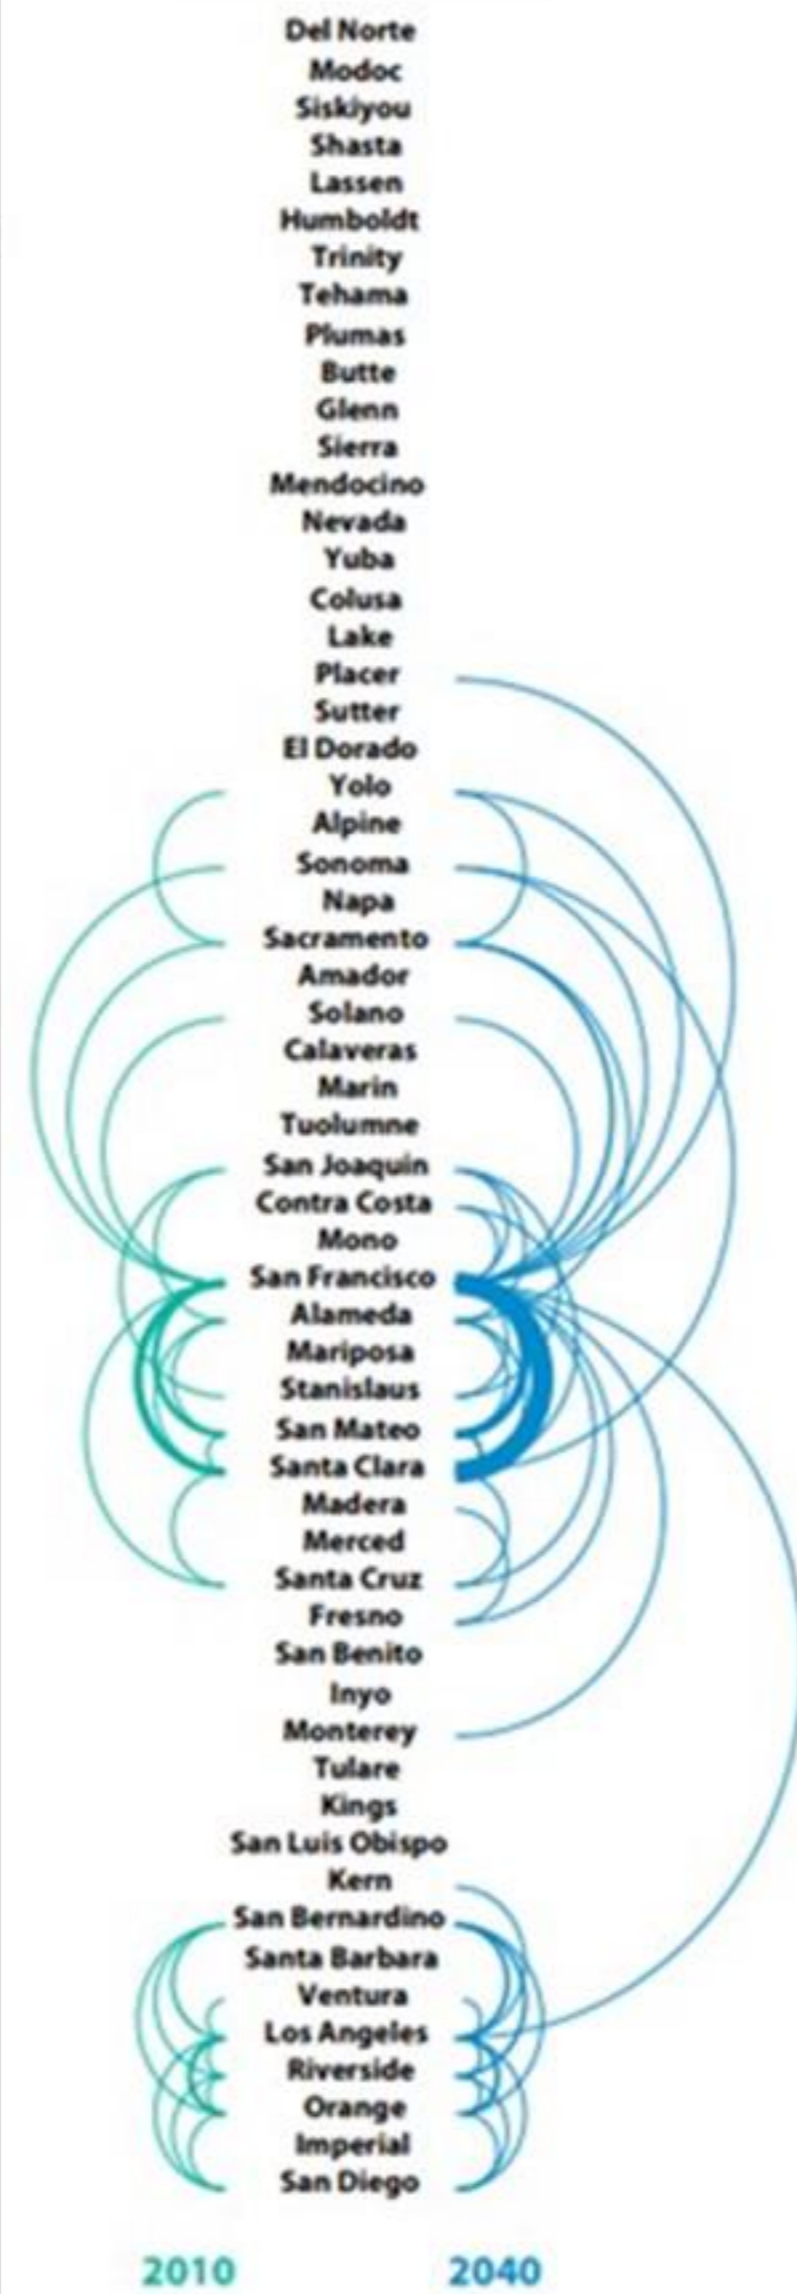 Del Norte
Modoc
Siskiyou
Shasta
Lassen
Humboldt
Trinity
Tehama
Plumas
Butte
Glenn
Sierra
Mendocino
Nevada
Yuba
Colusa
Lake
Placer
Sutter
El Dorado
Yolo
Alpine
Sonoma
Napa
Sacramento
Amador
Solano
Calaveras
Marin
Tuolumne
San Joaquin
Contra Costa
Mono
San Francisco
Alameda
Mariposa
Stanislaus
San Mateo
Santa Clara
Madera
Merced
Santa Cruz
Fresno
San Benito
Inyo
Monterey
Tulare
Kings
San Luis Obispo
Kern
San Bernardino
Santa Barbara
Ventura
Los Angeles
Riverside
Orange
Imperial
San Diego
2010 2040